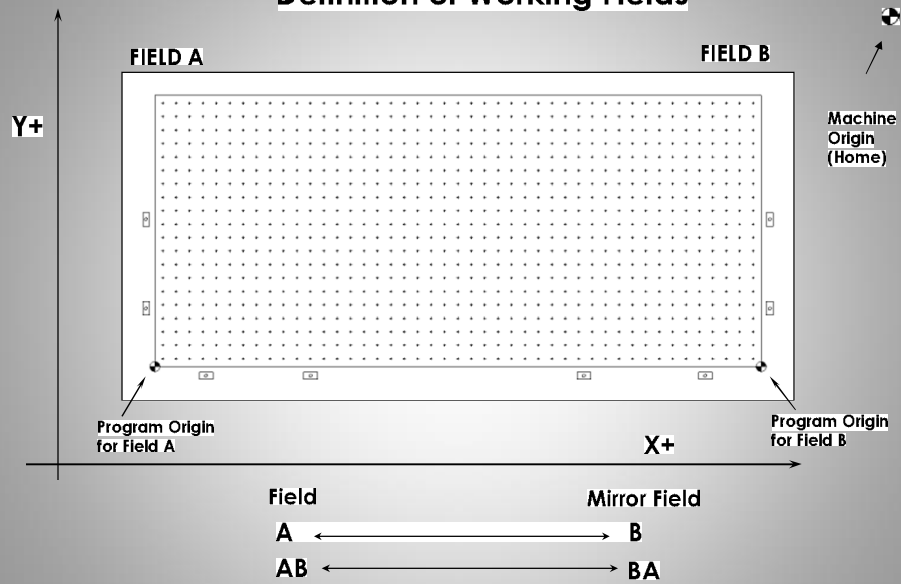 Definition of Working Fields
FIELD A
FIELD B
Y+
Machine
Origin
(Home)
Program Origin
for Field A
Program Origin
for Field B
X+
Field
Mirror Field
A
B
AB
BA